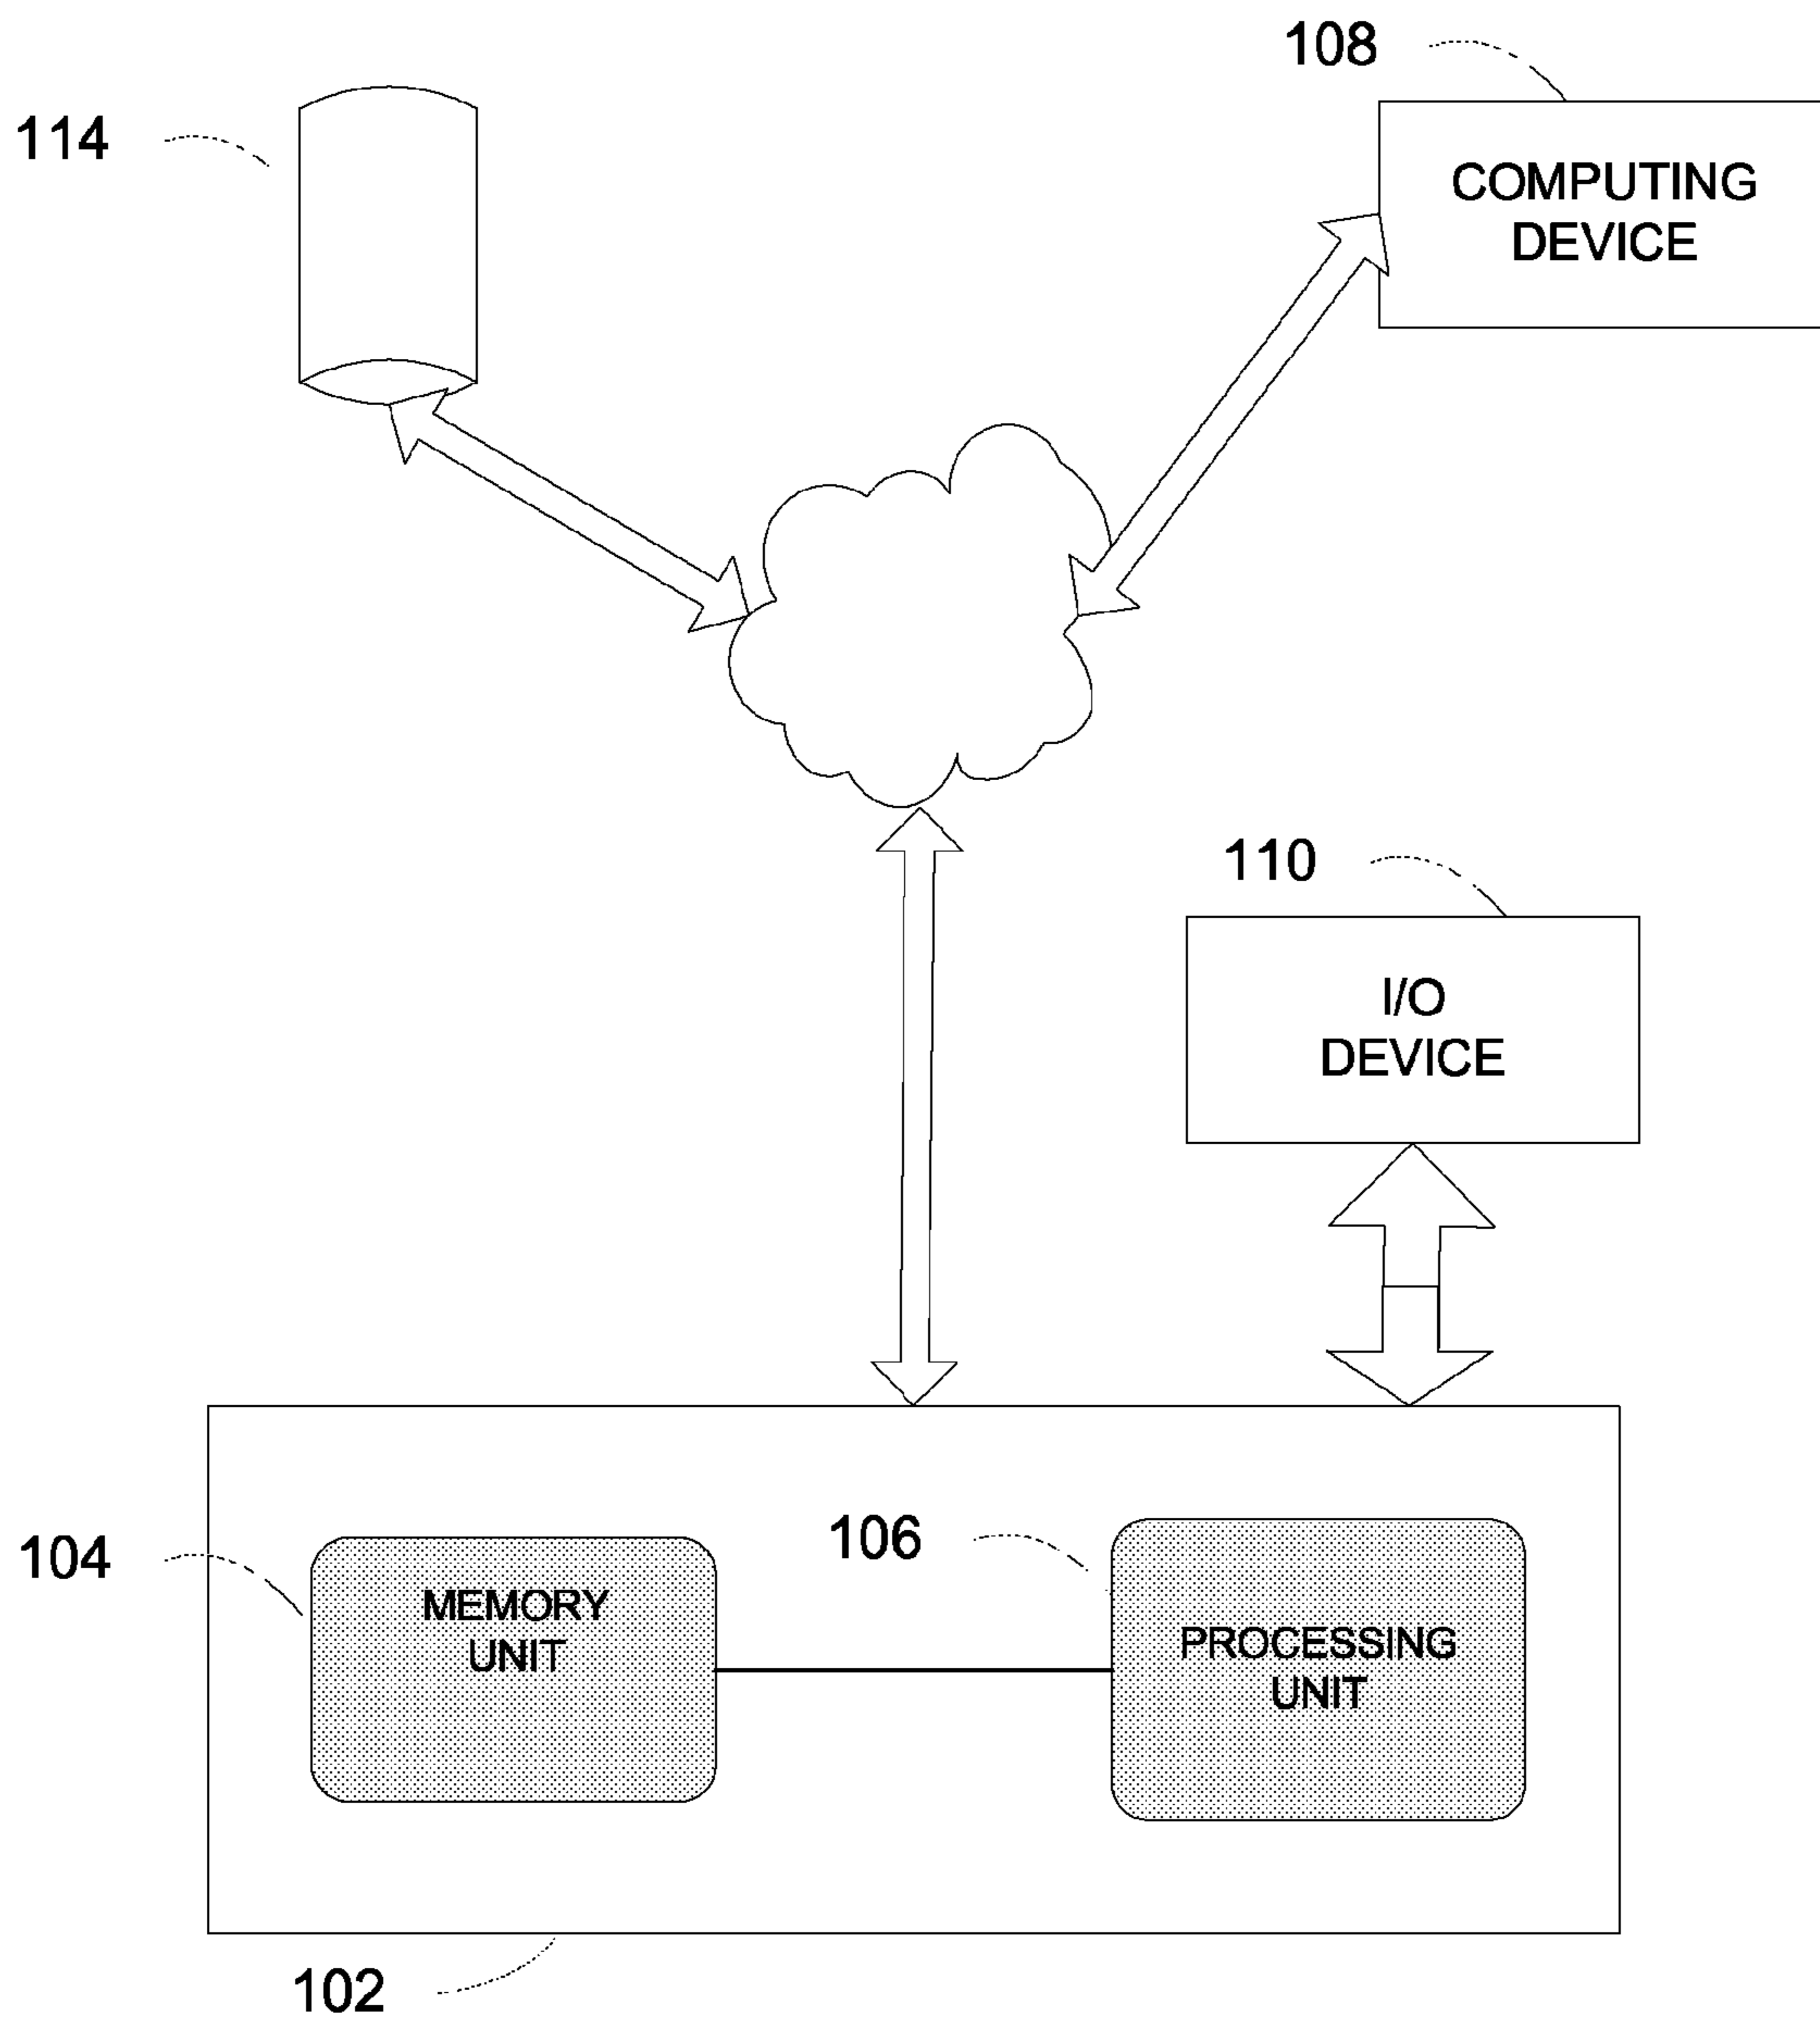 108
114
COMPUTING
DEVICE
110
I/O
DEVICE
104
106
MEMORY
UNIT
PROCESSING
UNIT
102